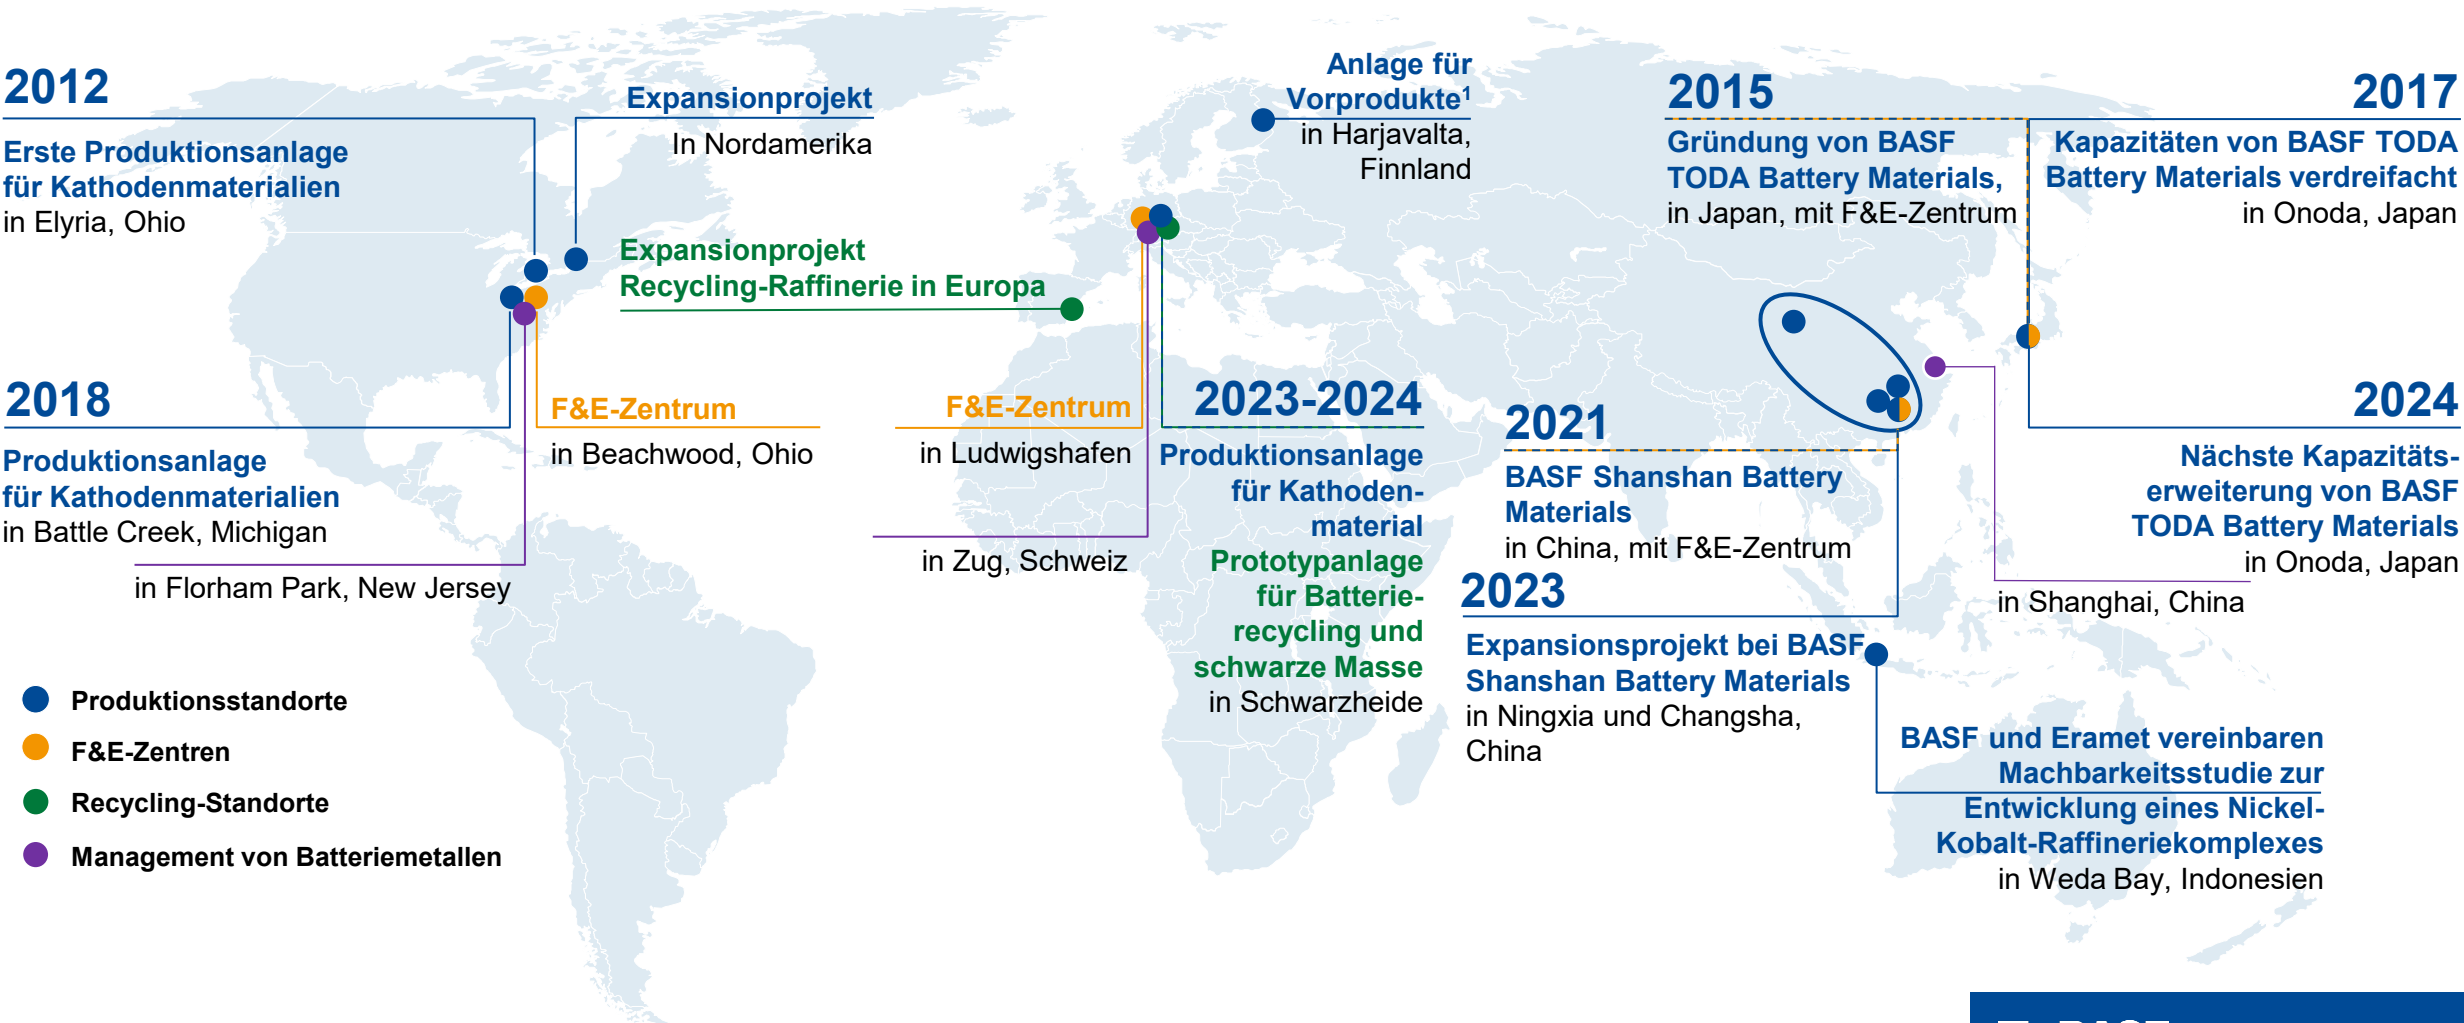 2012
Erste Produktionsanlage
für Kathodenmaterialien
in Elyria, Ohio
Expansionprojekt
In Nordamerika
Expansionprojekt
Recycling-Raffinerie in Europa
Anlage für
Vorprodukte¹
in Harjavalta,
Finnland
2015
Gründung von BASF
TODA Battery Materials,
in Japan, mit F&E-Zentrum
2017
Kapazitäten von BASF TODA
Battery Materials verdreifacht
in Onoda, Japan
2018
Produktionsanlage
für Kathodenmaterialien
in Battle Creek, Michigan
in Florham Park, New Jersey
F&E-Zentrum
in Beachwood, Ohio
F&E-Zentrum
in Ludwigshafen
in Zug, Schweiz
2023-2024
Produktionsanlage
für Kathoden-
material
Prototypanlage
für Batterie-
recycling und
schwarze Masse
in Schwarzheide
2021
BASF Shanshan Battery
Materials
in China, mit F&E-Zentrum
2023
Expansionsprojekt bei BASF
Shanshan Battery Materials
in Ningxia und Changsha,
China
2024
Nächste Kapazitäts-
erweiterung von BASF
TODA Battery Materials
in Onoda, Japan
in Shanghai, China
BASF und Eramet vereinbaren
Machbarkeitsstudie zur
Entwicklung eines Nickel-
Kobalt-Raffineriekomplexes
in Weda Bay, Indonesien
Produktionsstandorte
F&E-Zentren
Recycling-Standorte
Management von Batteriemetallen